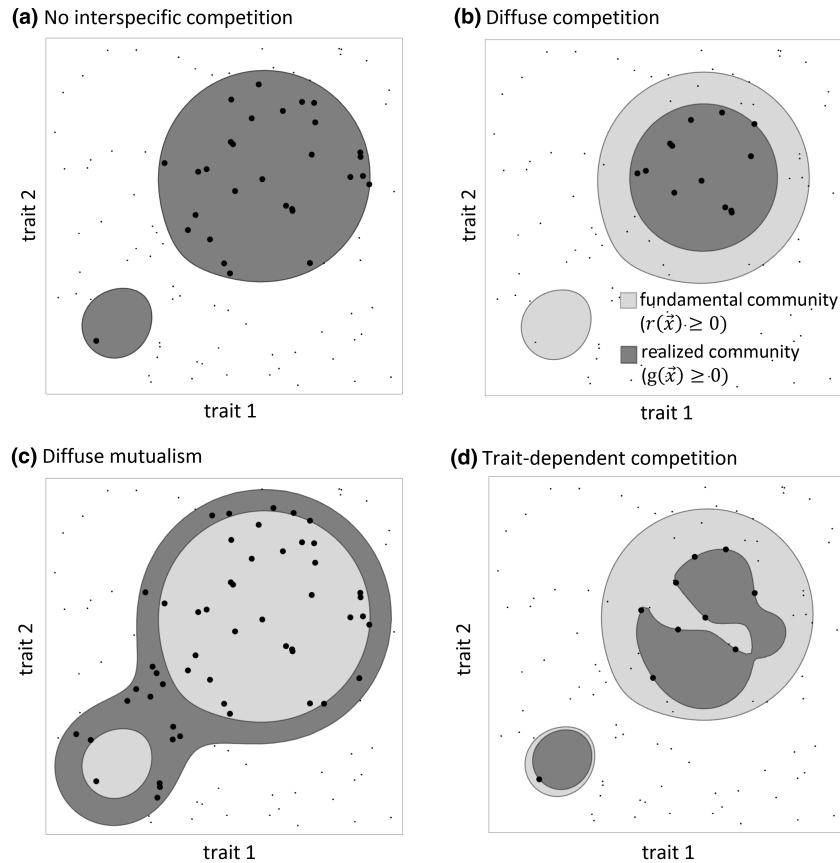 (a) No interspecific competition
(b) Diffuse competition
trait 2
trait 2
fundamental community
(r(x⃗) ≥ 0)
realized community
(g(x⃗) ≥ 0)
trait 1
trait 1
(c) Diffuse mutualism
(d) Trait-dependent competition
trait 2
trait 2
trait 1
trait 1